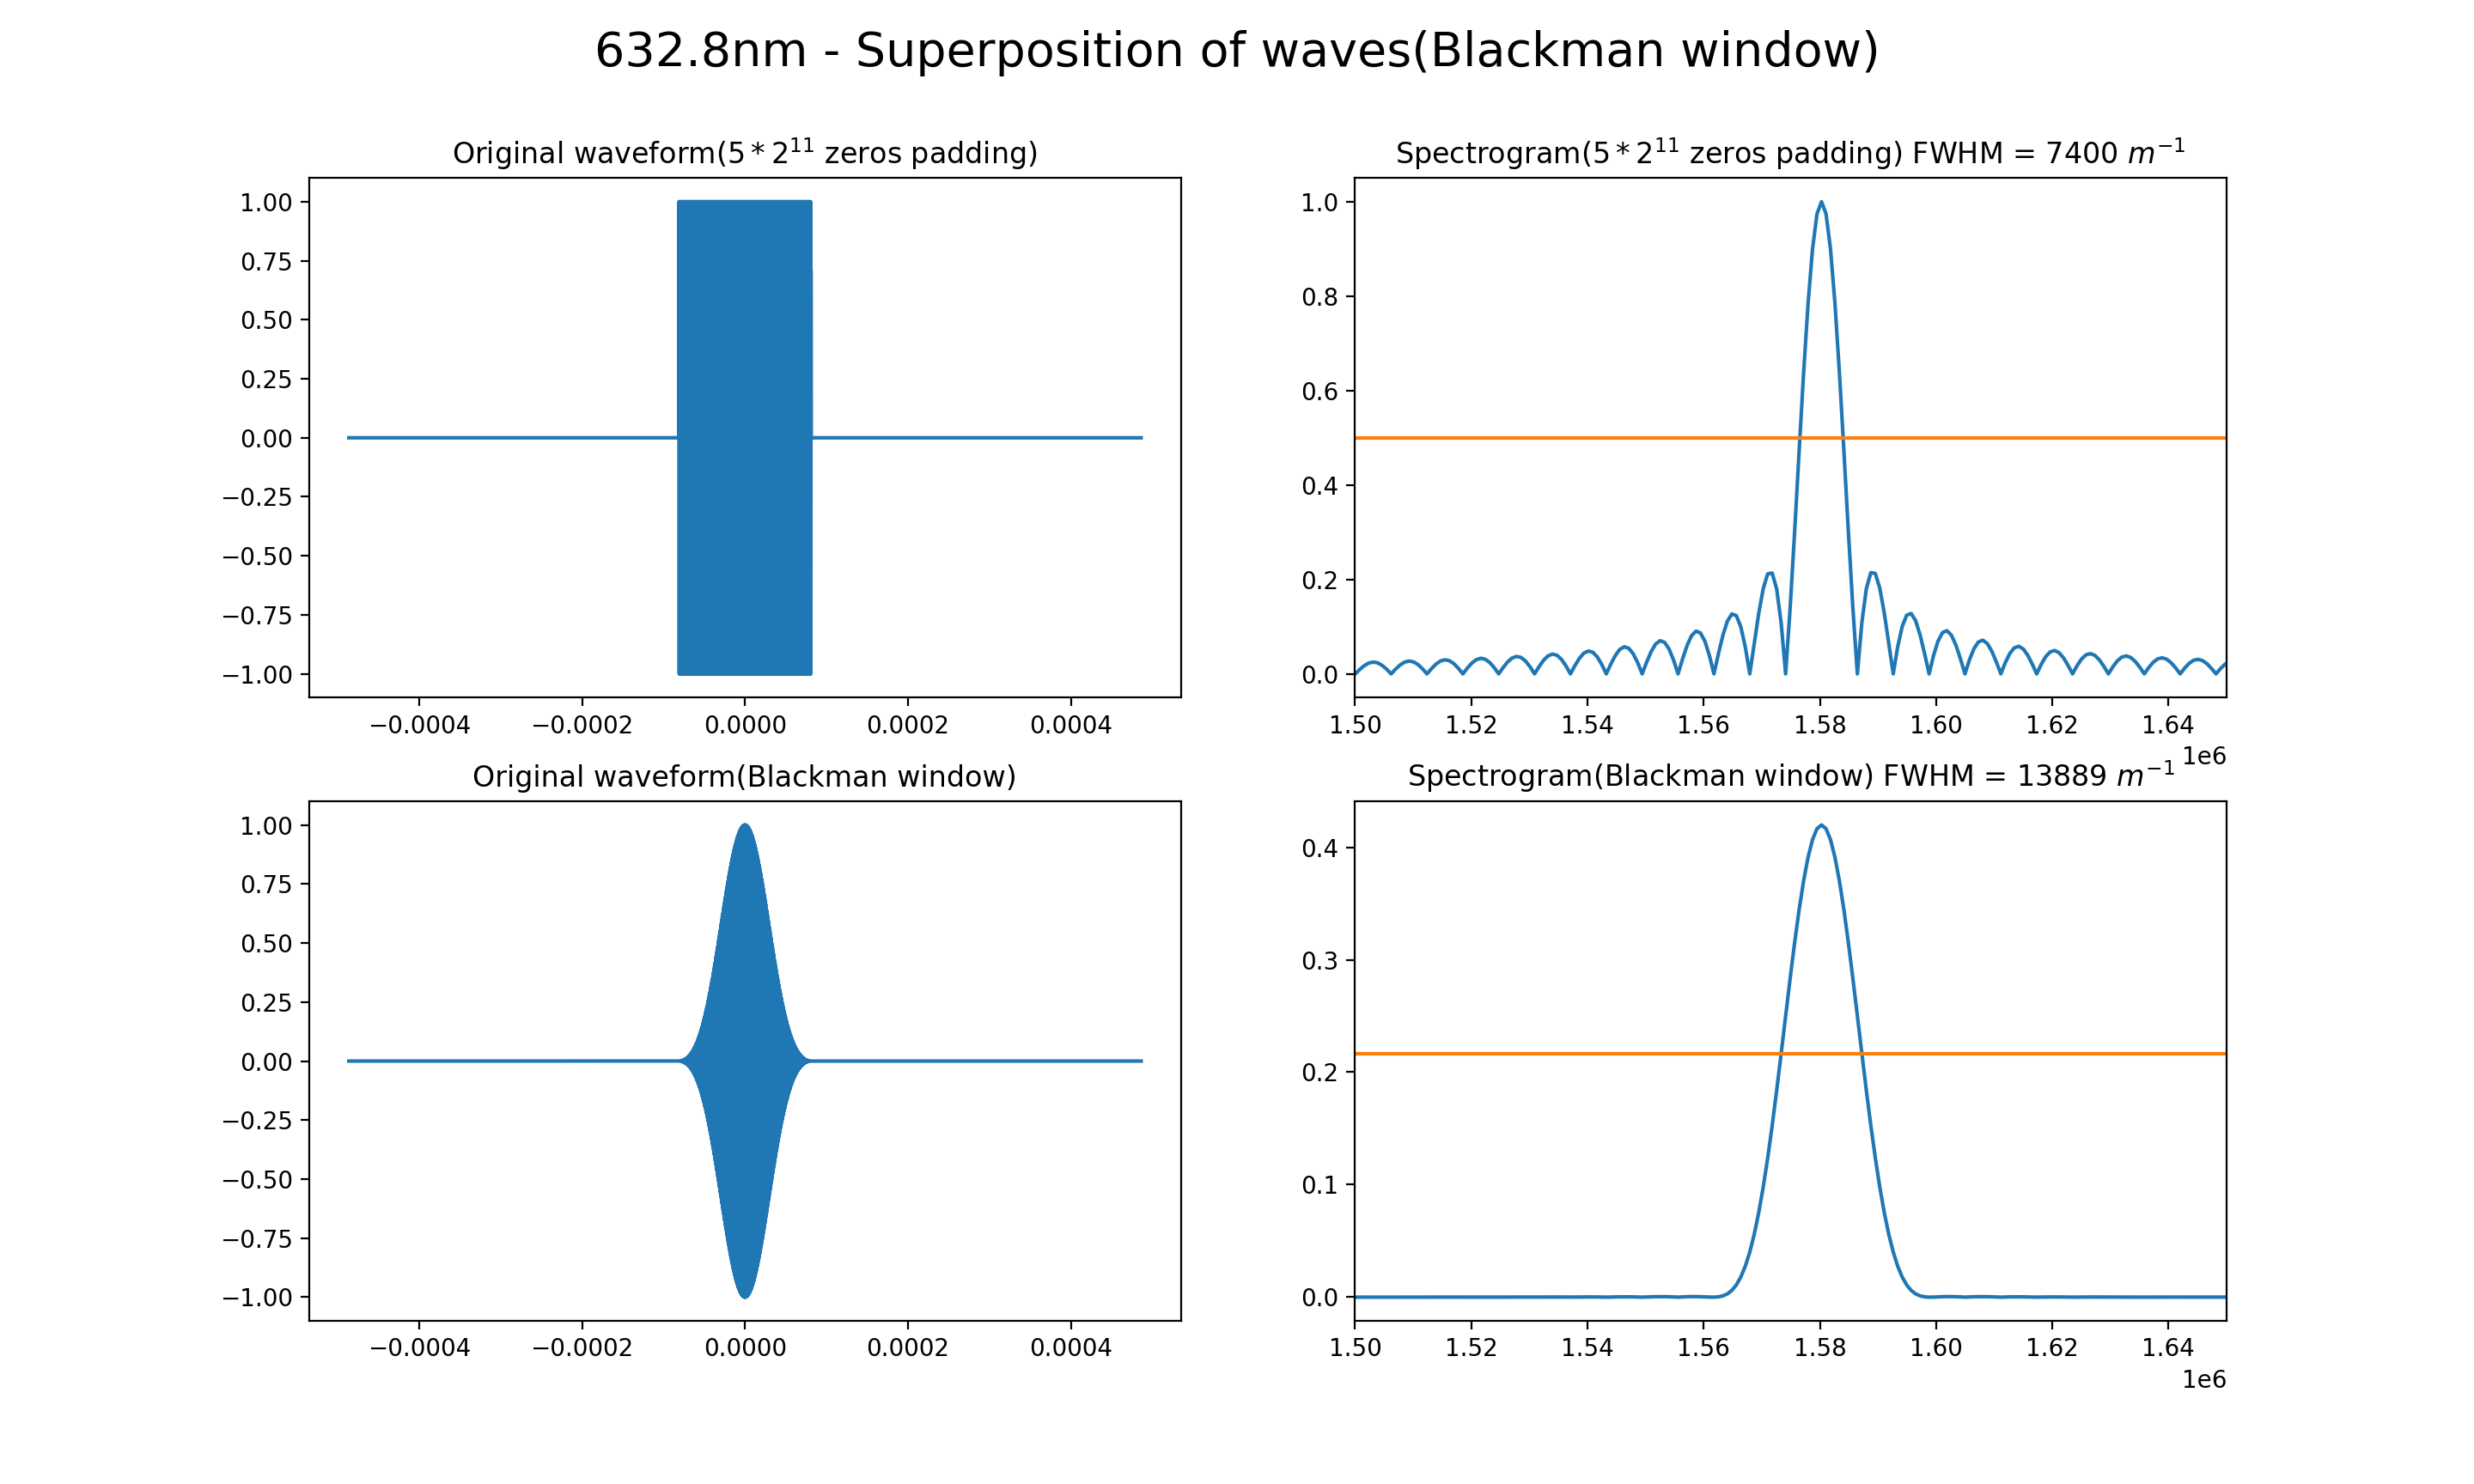 632.8nm - Superposition of waves(Blackman window)
Original waveform(5 * 2¹¹ zeros padding)
1.00
0.75
0.50
0.25
0.00
−0.25
−0.50
−0.75
−1.00
−0.0004 −0.0002 0.0000 0.0002 0.0004
Spectrogram(5 * 2¹¹ zeros padding) FWHM = 7400 m⁻¹
1.0
0.8
0.6
0.4
0.2
0.0
1.50 1.52 1.54 1.56 1.58 1.60 1.62 1.64
1e6
Original waveform(Blackman window)
1.00
0.75
0.50
0.25
0.00
−0.25
−0.50
−0.75
−1.00
−0.0004 −0.0002 0.0000 0.0002 0.0004
Spectrogram(Blackman window) FWHM = 13889 m⁻¹
0.4
0.3
0.2
0.1
0.0
1.50 1.52 1.54 1.56 1.58 1.60 1.62 1.64
1e6